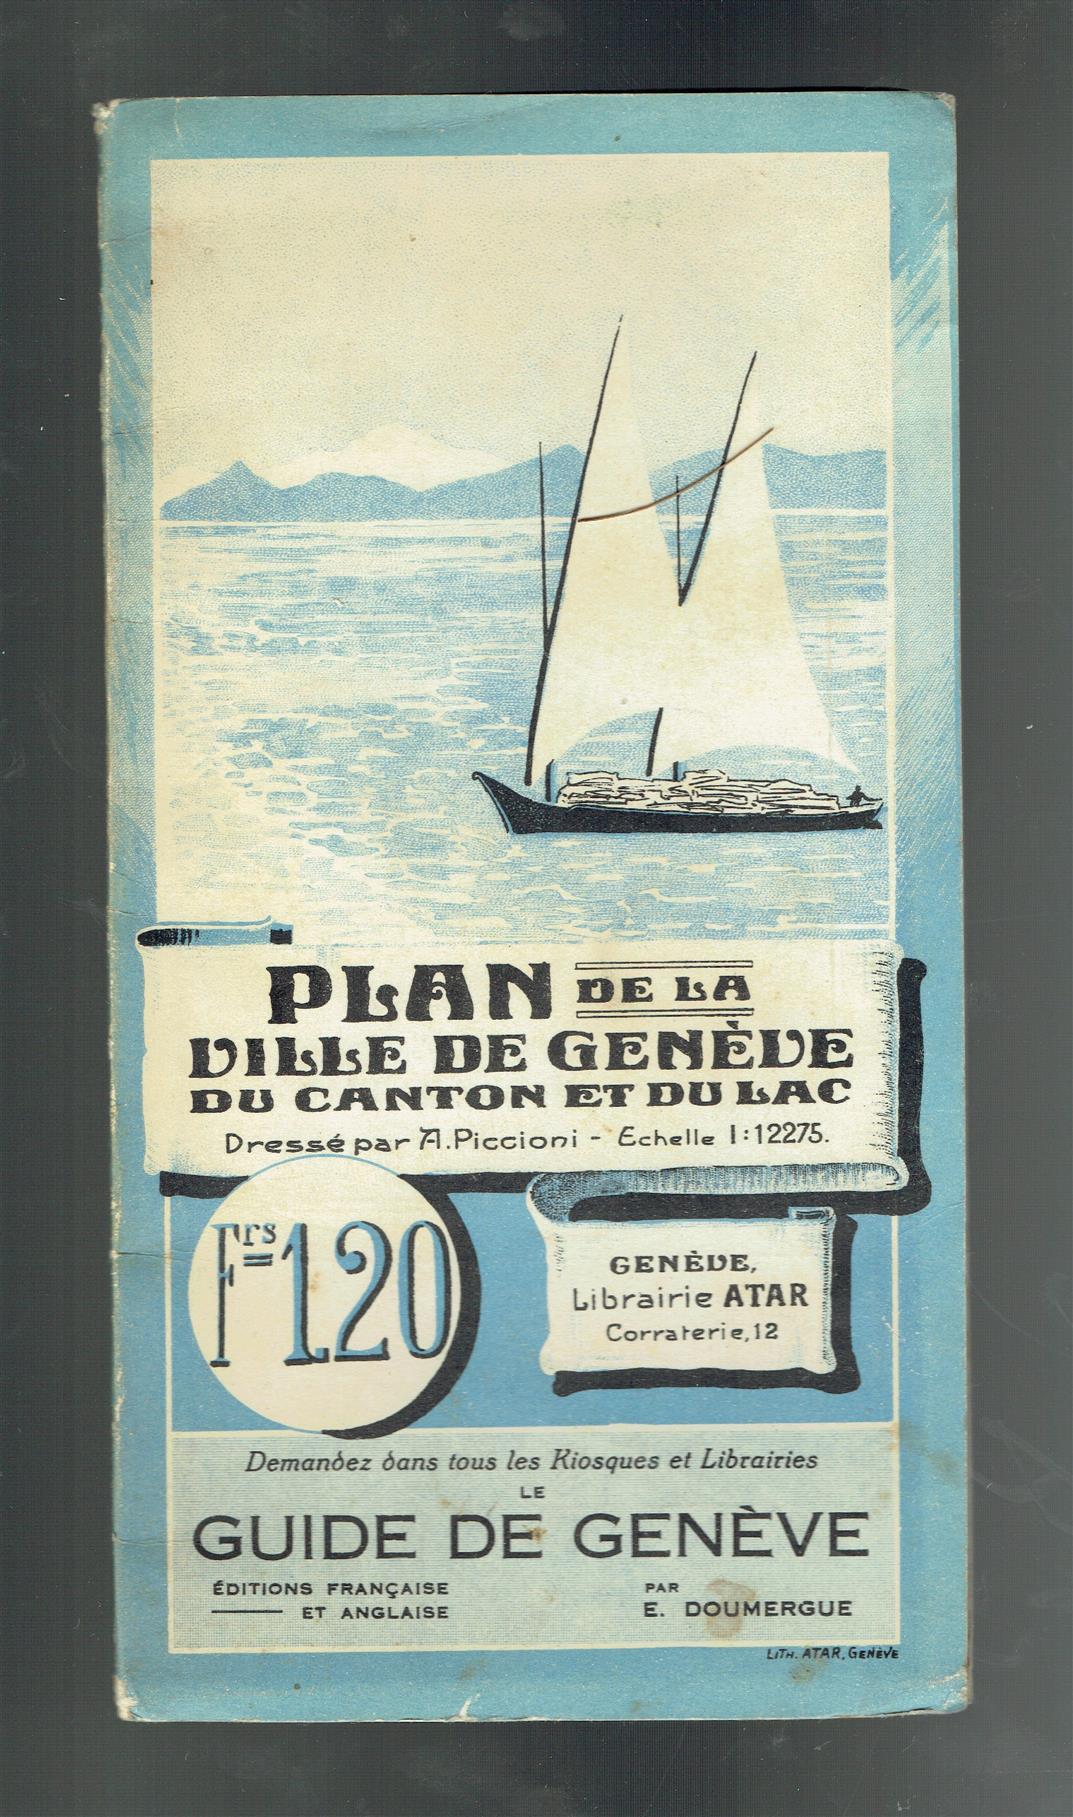 PLAN DE LA
VILLE DE GENÈVE
DU CANTON ET DU LAC
Dressé par A. Piccioni - Echelle 1:12275.
Frs 1.20
GENÈVE,
Librairie ATAR
Corraterie, 12
Demandez dans tous les Kiosques et Librairies
LE
GUIDE DE GENÈVE
ÉDITIONS FRANÇAISE
ET ANGLAISE
PAR
E. DOUMERGUE
LITH. ATAR, GENÈVE